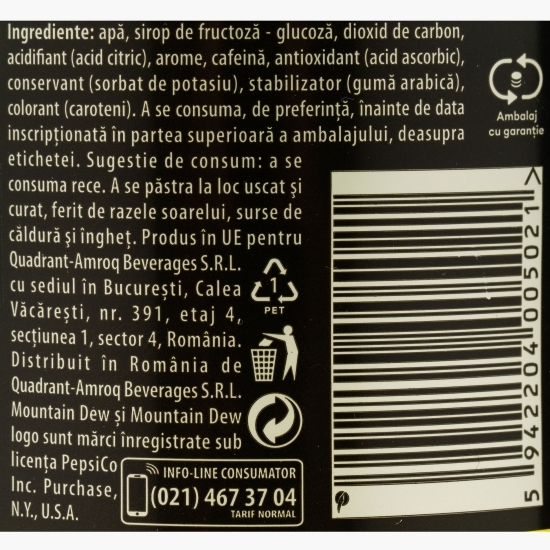 Ingrediente: apă, sirop de fructoză - glucoză, dioxid de carbon,
acidifiant (acid citric), arome, cafeină, antioxidant (acid ascorbic),
conservant (sorbat de potasiu), stabilizator (gumă arabică),
colorant (caroteni). A se consuma, de preferință, înainte de data
inscripționată în partea superioară a ambalajului, deasupra
etichetei. Sugestie de consum: a se
consuma rece. A se păstra la loc uscat și
curat, ferit de razele soarelui, surse de
căldură și îngheț. Produs în UE pentru
Quadrant-Amroq Beverages S.R.L.
cu sediul în București, Calea
Văcărești, nr. 391, etaj 4,
secțiunea 1, sector 4, România.
Distribuit în România de
Quadrant-Amroq Beverages S.R.L.
Mountain Dew și Mountain Dew
logo sunt mărci înregistrate sub
licența PepsiCo
Inc. Purchase,
N.Y., U.S.A.
Ambalaj
cu garanție
1
PET
INFO-LINE CONSUMATOR
(021) 467 37 04
TARIF NORMAL
5 942204 005021 >